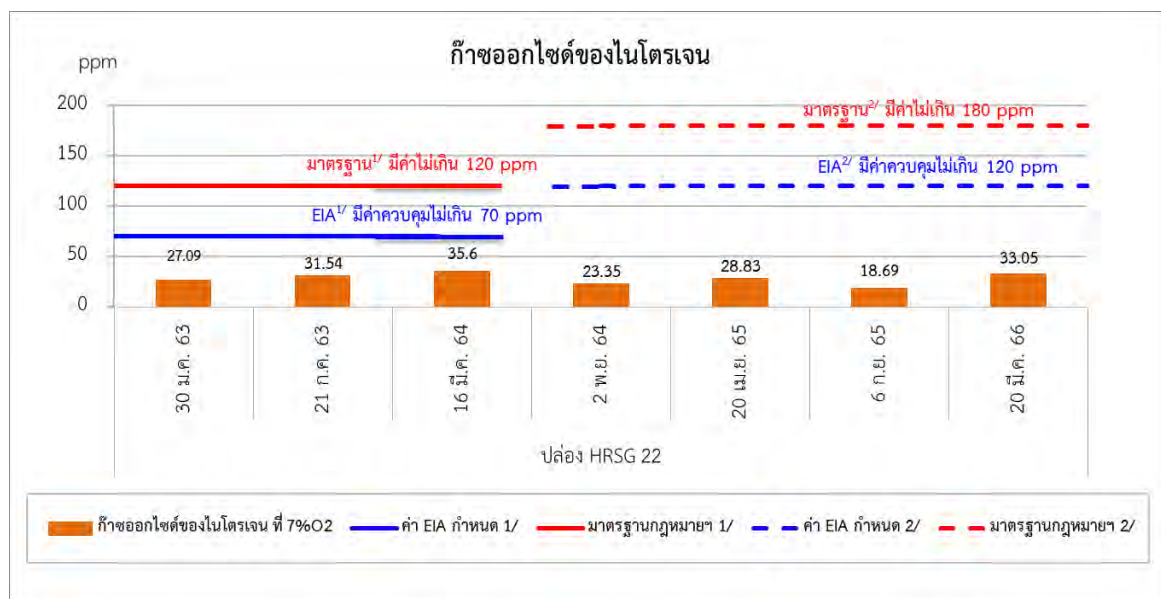 ก๊าซออกไซด์ของไนโตรเจน
ppm
200
150
100
50
0
มาตรฐาน1/ มีค่าไม่เกิน 120 ppm
EIA1/ มีค่าควบคุมไม่เกิน 70 ppm
มาตรฐาน2/ มีค่าไม่เกิน 180 ppm
EIA2/ มีค่าควบคุมไม่เกิน 120 ppm
27.09
31.54
35.6
23.35
28.83
18.69
33.05
30 ม.ค. 63
21 ก.ค. 63
16 มี.ค. 64
2 พ.ย. 64
20 เม.ย. 65
6 ก.ย. 65
20 มี.ค. 66
ปล่อง HRSG 22
ก๊าซออกไซด์ของไนโตรเจน ที่ 7%O2
ค่า EIA กำหนด 1/
มาตรฐานกฎหมายฯ 1/
ค่า EIA กำหนด 2/
มาตรฐานกฎหมายฯ 2/